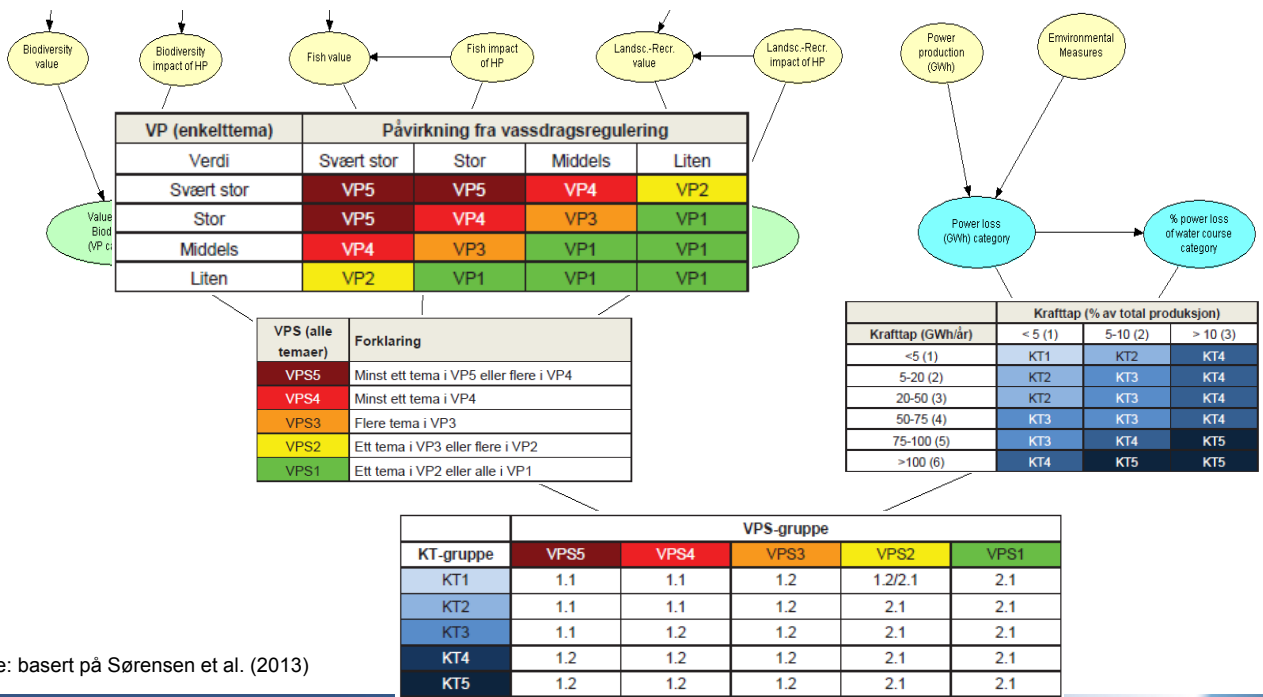 Biodiversity
value
Biodiversity
impact of HP
Fish value
Fish impact
of HP
Landsc.-Recr.
value
Landsc.-Recr.
impact of HP
Power
production
(GWh)
Emvironmental
Measures
VP (enkelttema) Påvirkning fra vassdragsregulering
Verdi Svært stor Stor Middels Liten
Svært stor VP5 VP5 VP4 VP2
Stor VP5 VP4 VP3 VP1
Middels VP4 VP3 VP1 VP1
Liten VP2 VP1 VP1 VP1
Value
Biod
(VP ca
Power loss
(GWh) category
% power loss
of water course
category
VPS (alle
temaer) Forklaring
VPS5 Minst ett tema i VP5 eller flere i VP4
VPS4 Minst ett tema i VP4
VPS3 Flere tema i VP3
VPS2 Ett tema i VP3 eller flere i VP2
VPS1 Ett tema i VP2 eller alle i VP1
Krafttap (% av total produksjon)
Krafttap (GWh/år) < 5 (1) 5-10 (2) > 10 (3)
<5 (1) KT1 KT2 KT4
5-20 (2) KT2 KT3 KT4
20-50 (3) KT2 KT3 KT4
50-75 (4) KT3 KT3 KT4
75-100 (5) KT3 KT4 KT5
>100 (6) KT4 KT5 KT5
VPS-gruppe
KT-gruppe VPS5 VPS4 VPS3 VPS2 VPS1
KT1 1.1 1.1 1.2 1.2/2.1 2.1
KT2 1.1 1.1 1.2 2.1 2.1
KT3 1.1 1.2 1.2 2.1 2.1
KT4 1.2 1.2 1.2 2.1 2.1
KT5 1.2 1.2 1.2 2.1 2.1
e: basert på Sørensen et al. (2013)